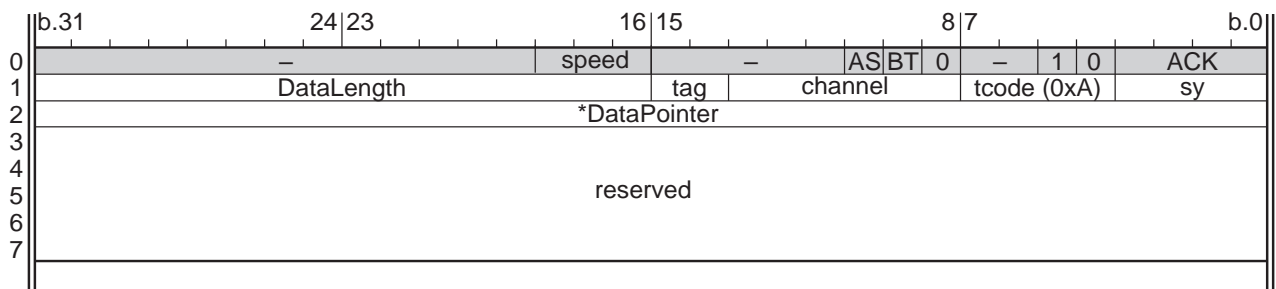 b.31 24 23 16 15 8 7 b.0
0 – speed – AS BT 0 – 1 0 ACK
1 DataLength tag channel tcode (0xA) sy
2 *DataPointer
3
4
5 reserved
6
7